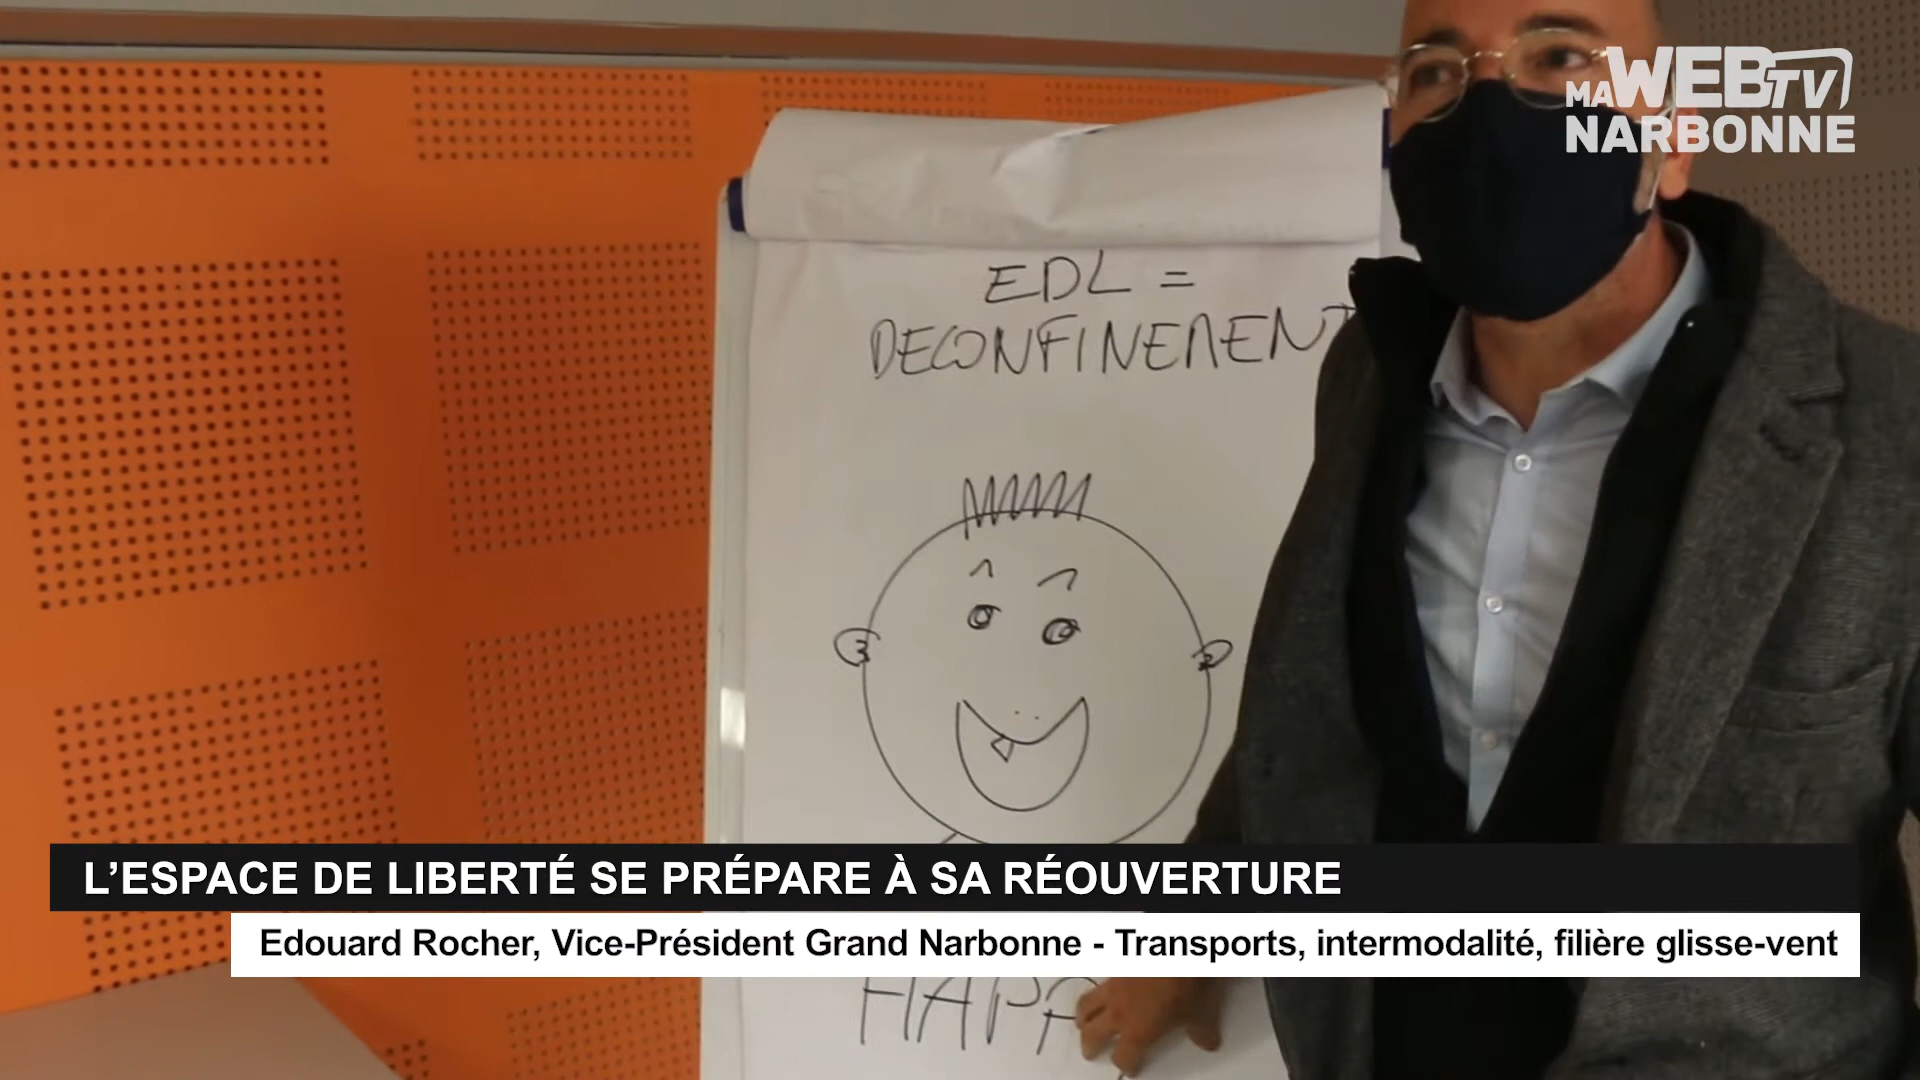 MA WEB TV
NARBONNE
EDL =
DECONFINEMENT
L'ESPACE DE LIBERTÉ SE PRÉPARE À SA RÉOUVERTURE
Edouard Rocher, Vice-Président Grand Narbonne - Transports, intermodalité, filière glisse-vent
HAPP